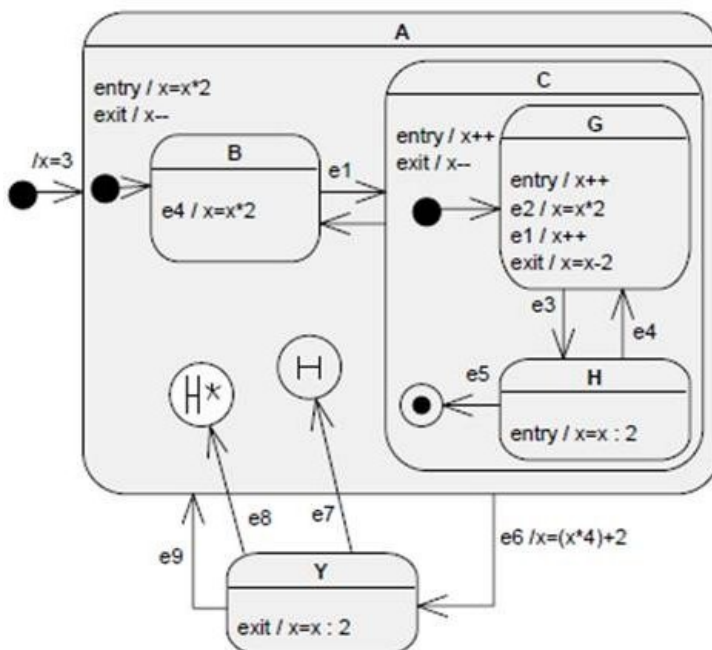 A
entry / x=x*2
exit / x--
/x=3
B
e4 / x=x*2
e1
C
entry / x++
exit / x--
G
entry / x++
e2 / x=x*2
e1 / x++
exit / x=x-2
e3
e4
e5
H
entry / x=x : 2
H*
H
e8
e7
e9
e6 /x=(x*4)+2
Y
exit / x=x : 2